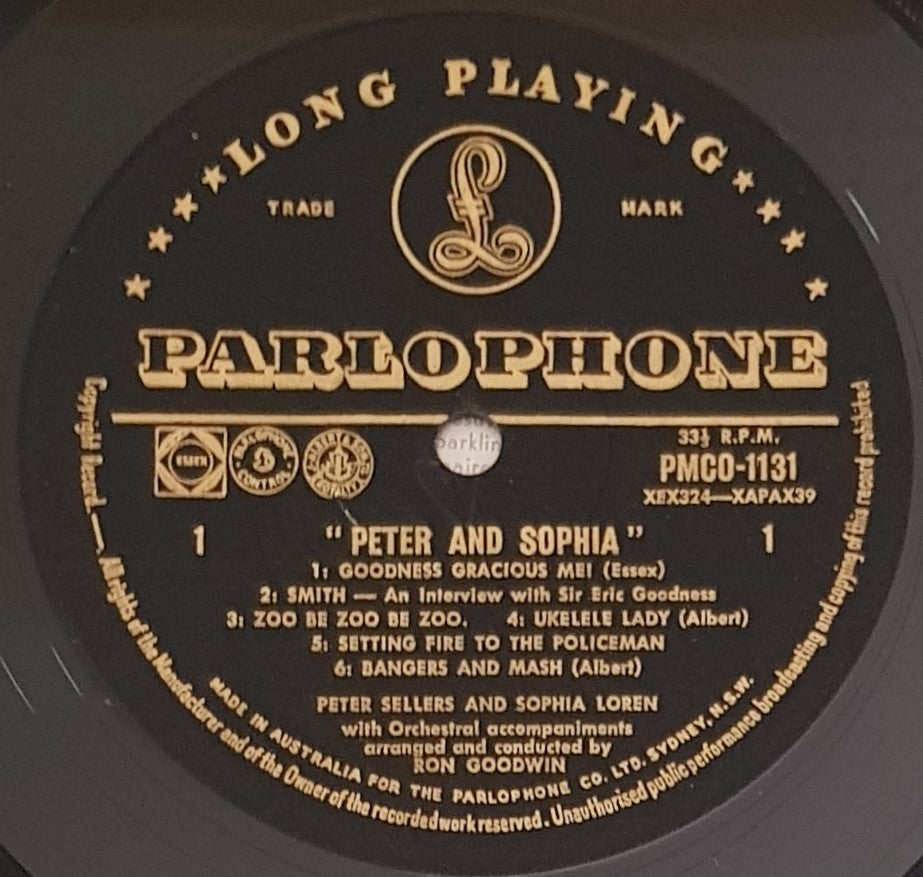 LONG PLAYING
TRADE MARK
£
PARLOPHONE
33⅓ R.P.M.
PMCO-1131
XEX324—XAPAX39
PARLOPHONE
CONTROL
1 "PETER AND SOPHIA" 1
1: GOODNESS GRACIOUS ME! (Essex)
2: SMITH — An Interview with Sir Eric Goodness
3: ZOO BE ZOO BE ZOO. 4: UKELELE LADY (Albert)
5: SETTING FIRE TO THE POLICEMAN
6: BANGERS AND MASH (Albert)
PETER SELLERS AND SOPHIA LOREN
with Orchestral accompaniments
arranged and conducted by
RON GOODWIN
MADE IN AUSTRALIA FOR THE PARLOPHONE CO. LTD. SYDNEY, N.S.W.
Copyright Record. — All rights of the Manufacturer and of the Owner of the recorded work reserved. Unauthorised public performance broadcasting and copying of this record prohibited
parklin